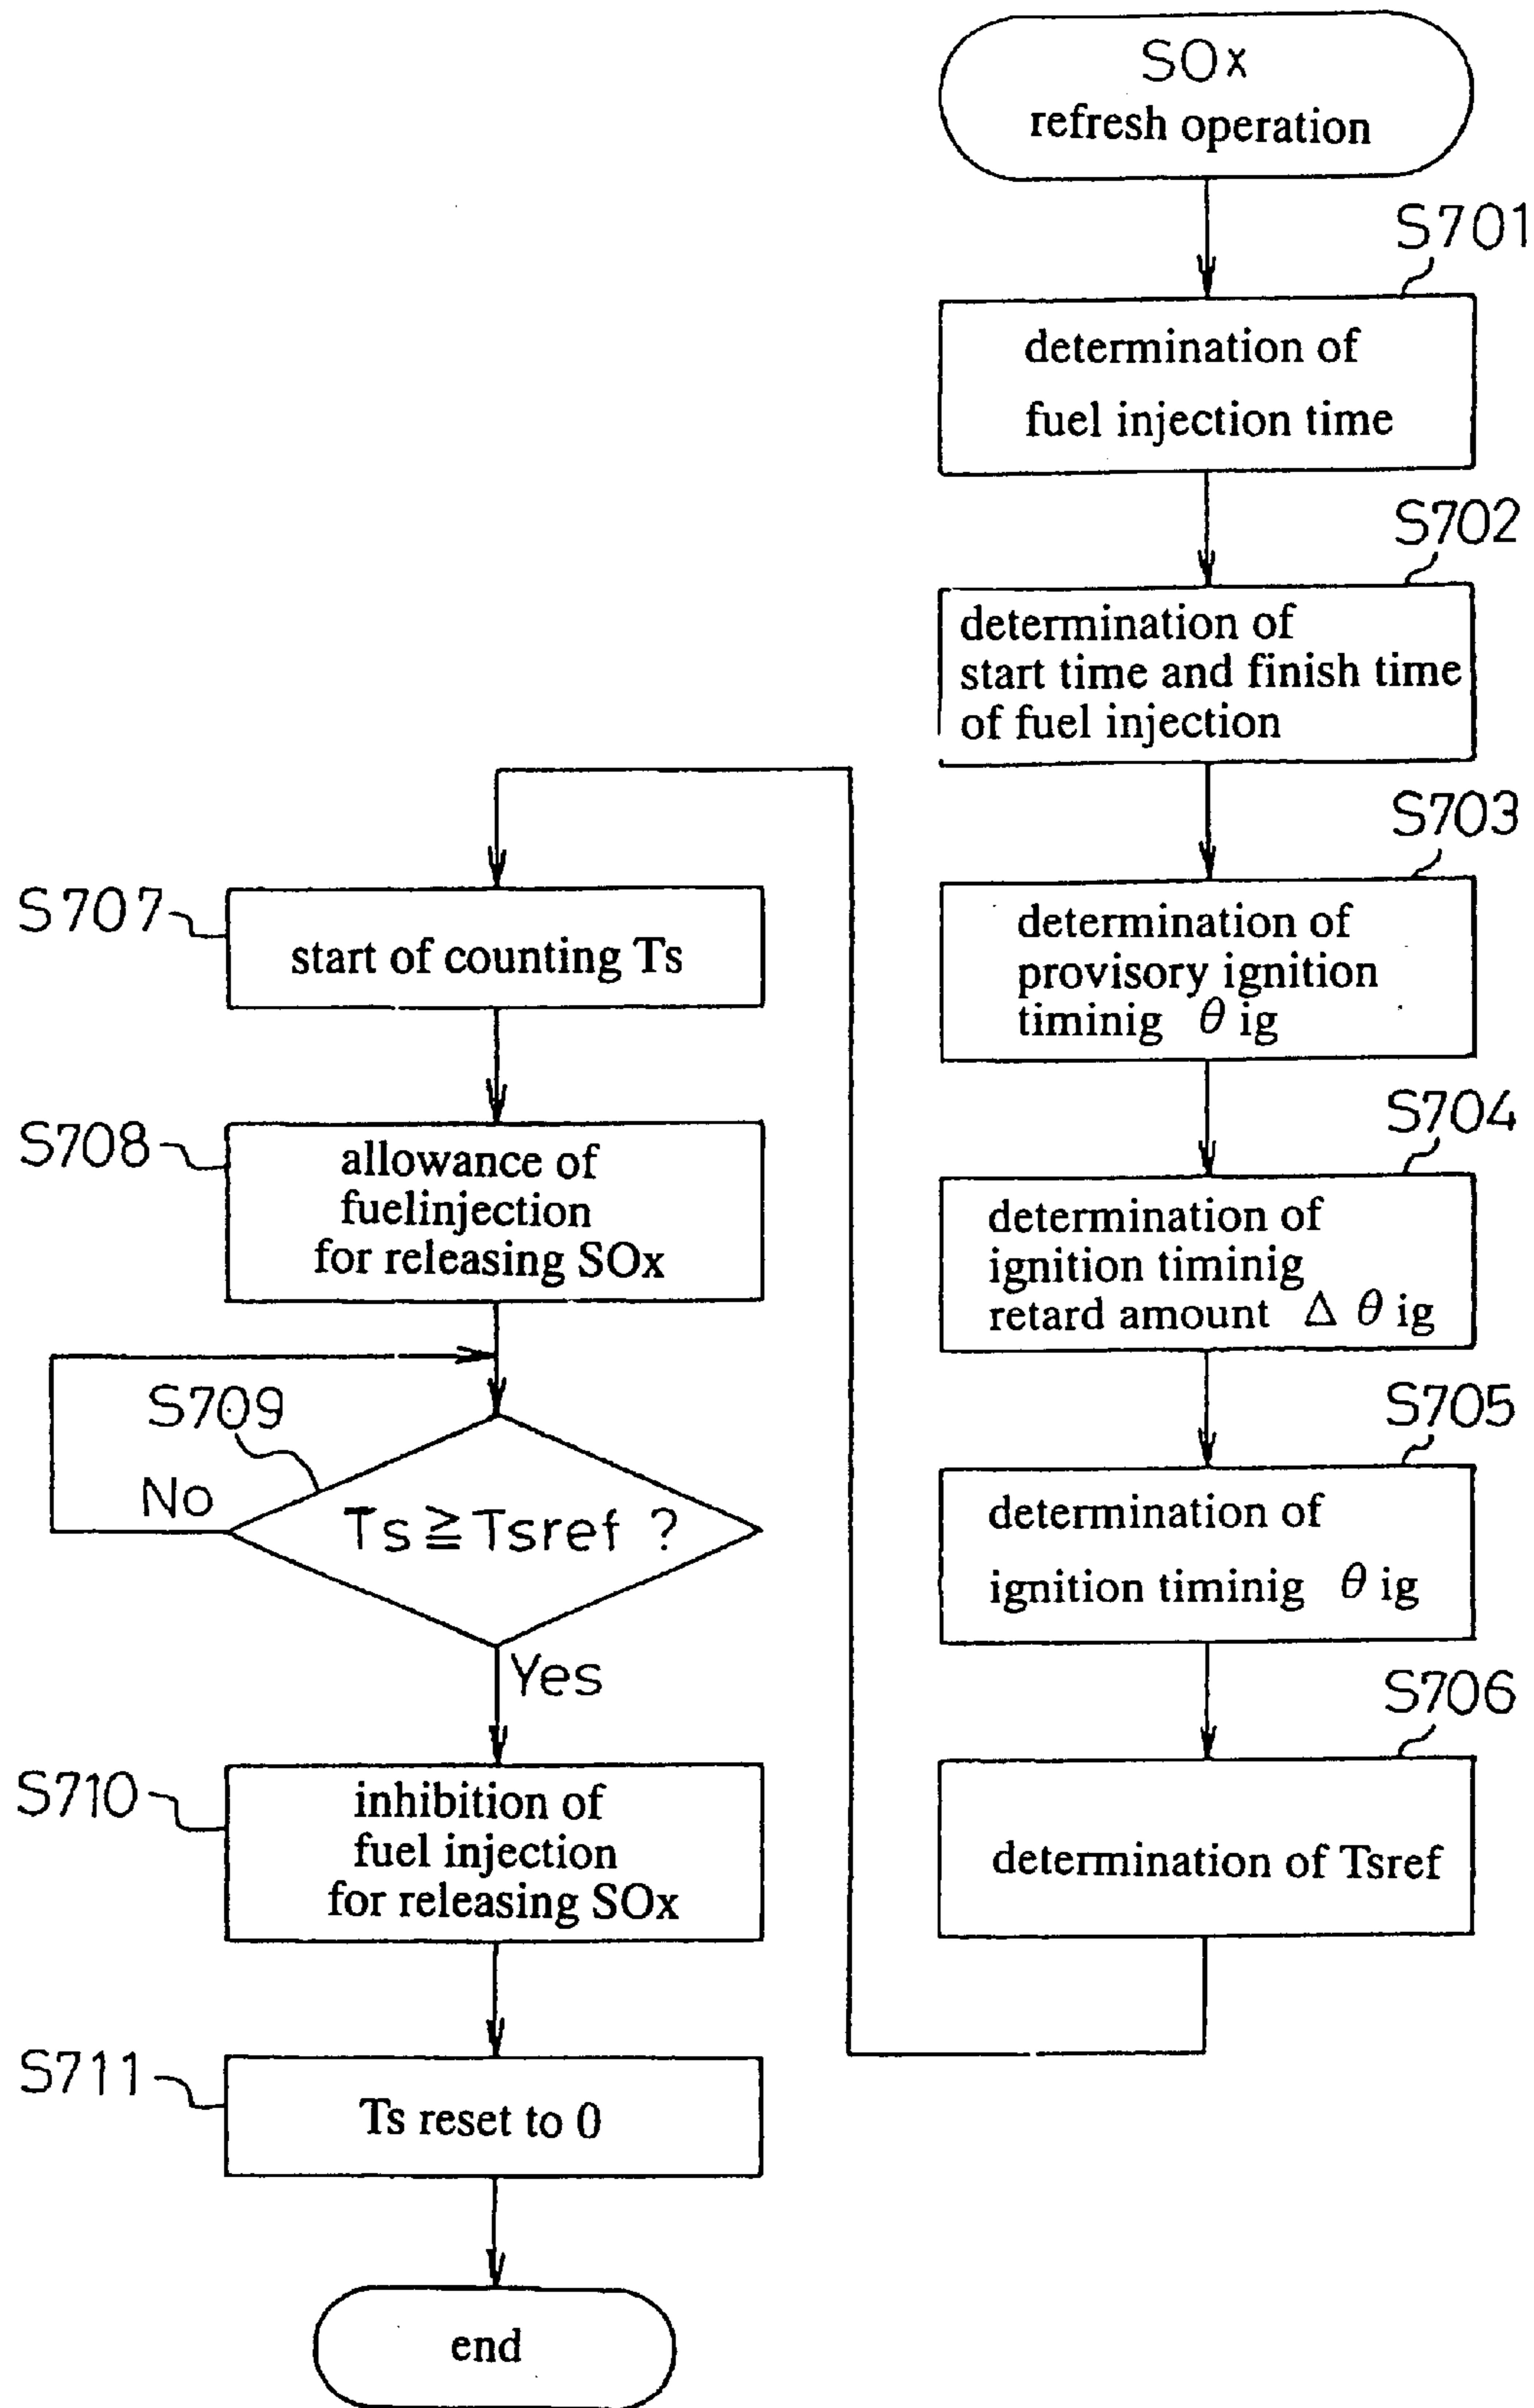 SOx
refresh operation
S701
determination of
fuel injection time
S702
determination of
start time and finish time
of fuel injection
S703
determination of
provisory ignition
timinig θ ig
S704
determination of
ignition timinig
retard amount Δ θ ig
S705
determination of
ignition timinig θ ig
S706
determination of Tsref
S707
start of counting Ts
S708
allowance of
fuelinjection
for releasing SOx
S709
No
Ts ≧ Tsref ?
Yes
S710
inhibition of
fuel injection
for releasing SOx
S711
Ts reset to 0
end